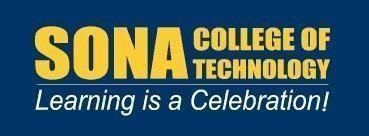 SONA COLLEGE OF
TECHNOLOGY
Learning is a Celebration!